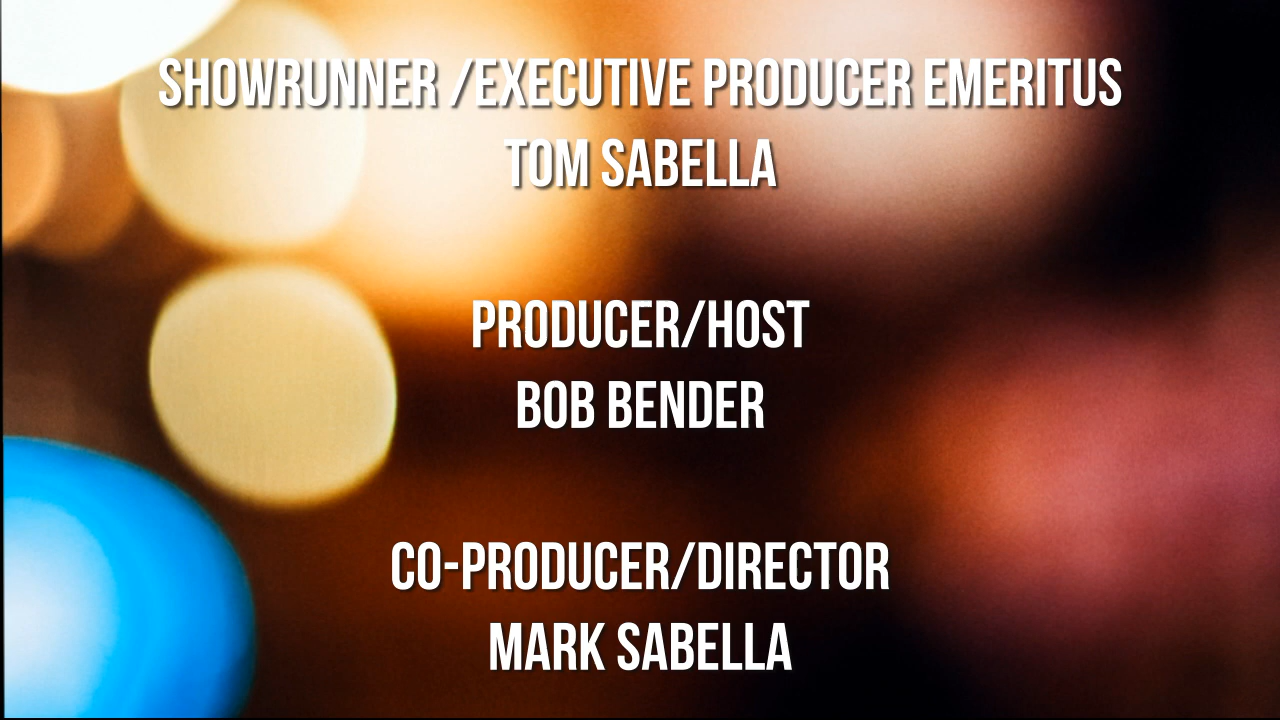 SHOWRUNNER /EXECUTIVE PRODUCER EMERITUS
TOM SABELLA
PRODUCER/HOST
BOB BENDER
CO-PRODUCER/DIRECTOR
MARK SABELLA